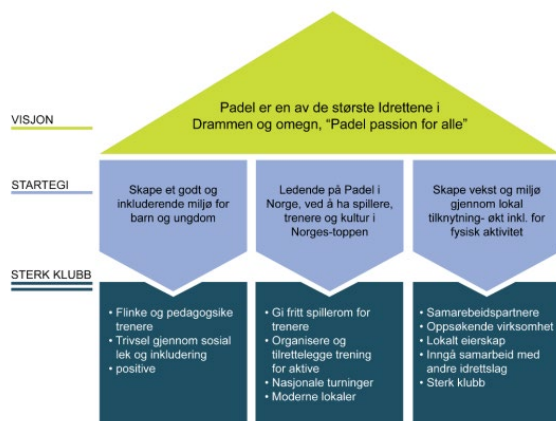 VISJON
Padel er en av de største Idrettene i
Drammen og omegn, “Padel passion for alle”
STARTEGI
Skape et godt og
inkluderende miljø for
barn og ungdom
Ledende på Padel i
Norge, ved å ha spillere,
trenere og kultur i
Norges-toppen
Skape vekst og miljø
gjennom lokal
tilknytning- økt inkl. for
fysisk aktivitet
STERK KLUBB
• Flinke og pedagogsike
trenere
• Trivsel gjennom sosial
lek og inkludering
• positive
• Gi fritt spillerom for
trenere
• Organisere og
tilrettelegge trening
for aktive
• Nasjonale turninger
• Moderne lokaler
• Samarebeidspartnere
• Oppsøkende virksomhet
• Lokalt eierskap
• Inngå samarbeid med
andre idrettslag
• Sterk klubb